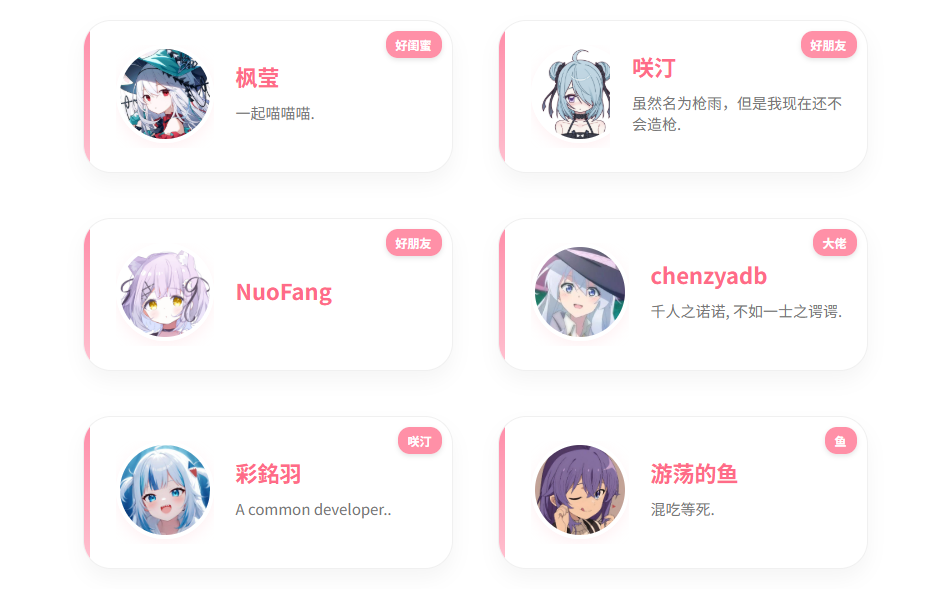 好闺蜜
枫莹
一起喵喵喵.
好朋友
咲汀
虽然名为枪雨，但是我现在还不
会造枪.
好朋友
NuoFang
大佬
chenzyadb
千人之诺诺, 不如一士之谔谔.
咲汀
彩銘羽
A common developer..
鱼
游荡的鱼
混吃等死.